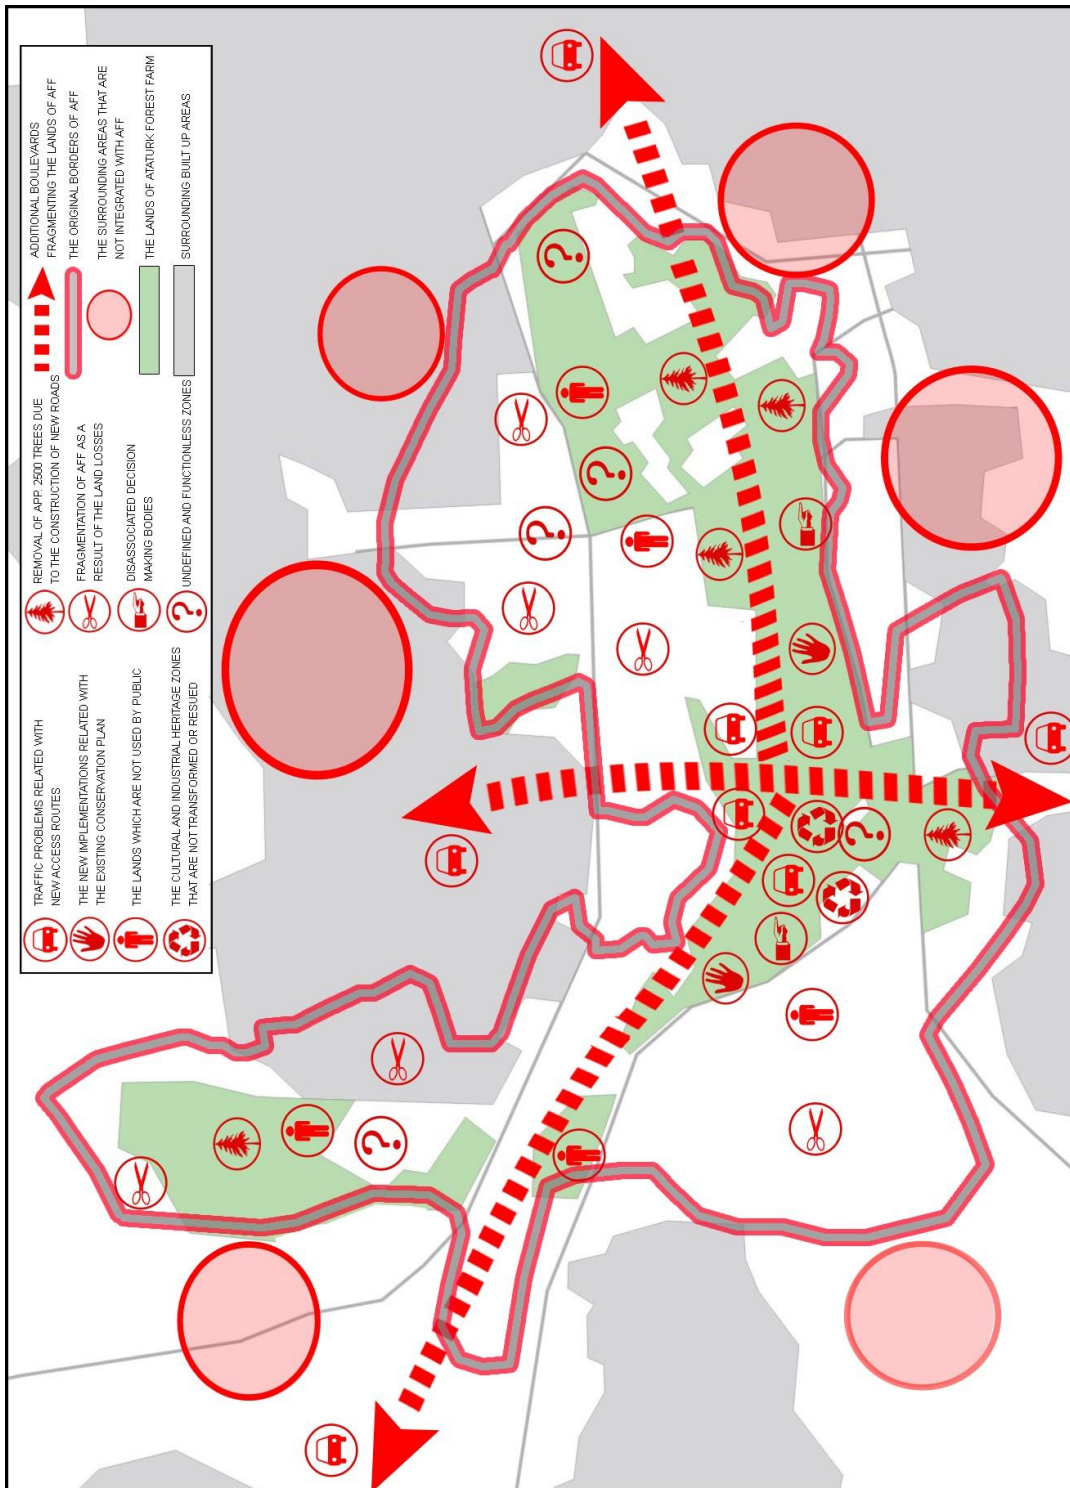 TRAFFIC PROBLEMS RELATED WITH
NEW ACCESS ROUTES
THE NEW IMPLEMENTATIONS RELATED WITH
THE EXISTING CONSERVATION PLAN
THE LANDS WHICH ARE NOT USED BY PUBLIC
THE CULTURAL AND INDUSTRIAL HERITAGE ZONES
THAT ARE NOT TRANSFORMED OR RESUED
REMOVAL OF APP. 2500 TREES DUE
TO THE CONSTRUCTION OF NEW ROADS
FRAGMENTATION OF AFF AS A
RESULT OF THE LAND LOSSES
DISASSOCIATED DECISION
MAKING BODIES
UNDEFINED AND FUNCTIONLESS ZONES
ADDITIONAL BOULEVARDS
FRAGMENTING THE LANDS OF AFF
THE ORIGINAL BORDERS OF AFF
THE SURROUNDING AREAS THAT ARE
NOT INTEGRATED WITH AFF
THE LANDS OF ATATURK FOREST FARM
SURROUNDING BUILT UP AREAS